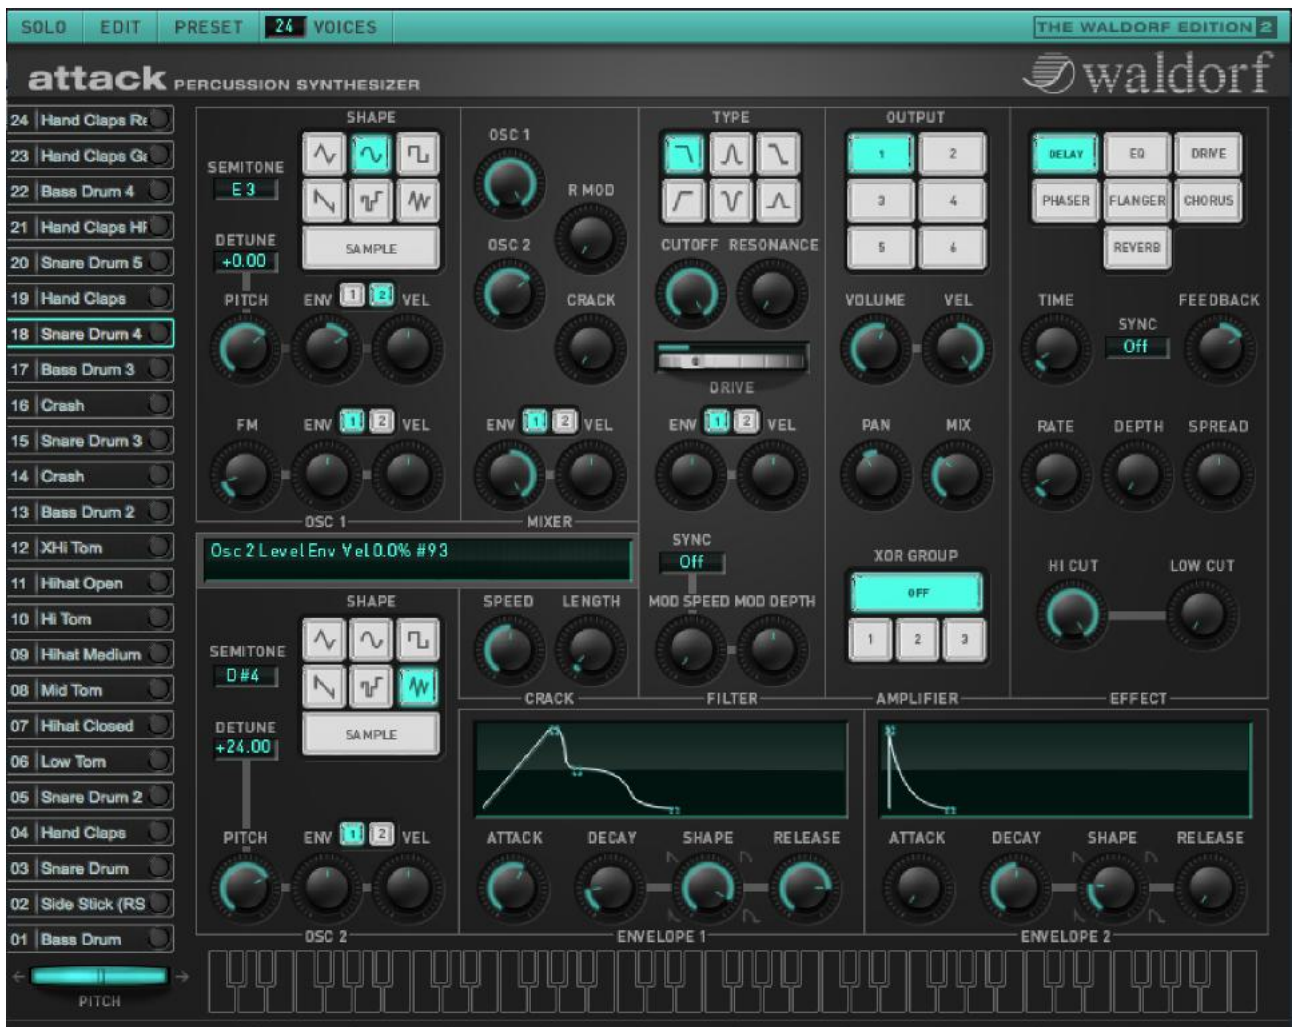 SOLO EDIT PRESET 24 VOICES THE WALDORF EDITION 2
attack PERCUSSION SYNTHESIZER waldorf
24 Hand Claps Re
23 Hand Claps Ga
22 Bass Drum 4
21 Hand Claps HF
20 Snare Drum 5
19 Hand Claps
18 Snare Drum 4
17 Bass Drum 3
16 Crash
15 Snare Drum 3
14 Crash
13 Bass Drum 2
12 XHi Tom
11 Hihat Open
10 Hi Tom
09 Hihat Medium
08 Mid Tom
07 Hihat Closed
06 Low Tom
05 Snare Drum 2
04 Hand Claps
03 Snare Drum
02 Side Stick (RS
01 Bass Drum
PITCH
SHAPE
SEMITONE
E 3
DETUNE
+0.00
SAMPLE
PITCH ENV 1 2 VEL
FM ENV 1 2 VEL
OSC 1
OSC 1
R MOD
OSC 2
CRACK
ENV 1 2 VEL
MIXER
Osc 2 Level Env Vel 0.0% #93
SHAPE
SEMITONE
D#4
DETUNE
+24.00
SAMPLE
PITCH ENV 1 2 VEL
OSC 2
SPEED LENGTH
CRACK
TYPE
CUTOFF RESONANCE
DRIVE
ENV 1 2 VEL
SYNC
Off
MOD SPEED MOD DEPTH
FILTER
OUTPUT
1 2
3 4
5 6
VOLUME VEL
PAN MIX
XOR GROUP
OFF
1 2 3
AMPLIFIER
DELAY EQ DRIVE
PHASER FLANGER CHORUS
REVERB
TIME FEEDBACK
SYNC
Off
RATE DEPTH SPREAD
HI CUT LOW CUT
EFFECT
ATTACK DECAY SHAPE RELEASE
ENVELOPE 1
ATTACK DECAY SHAPE RELEASE
ENVELOPE 2